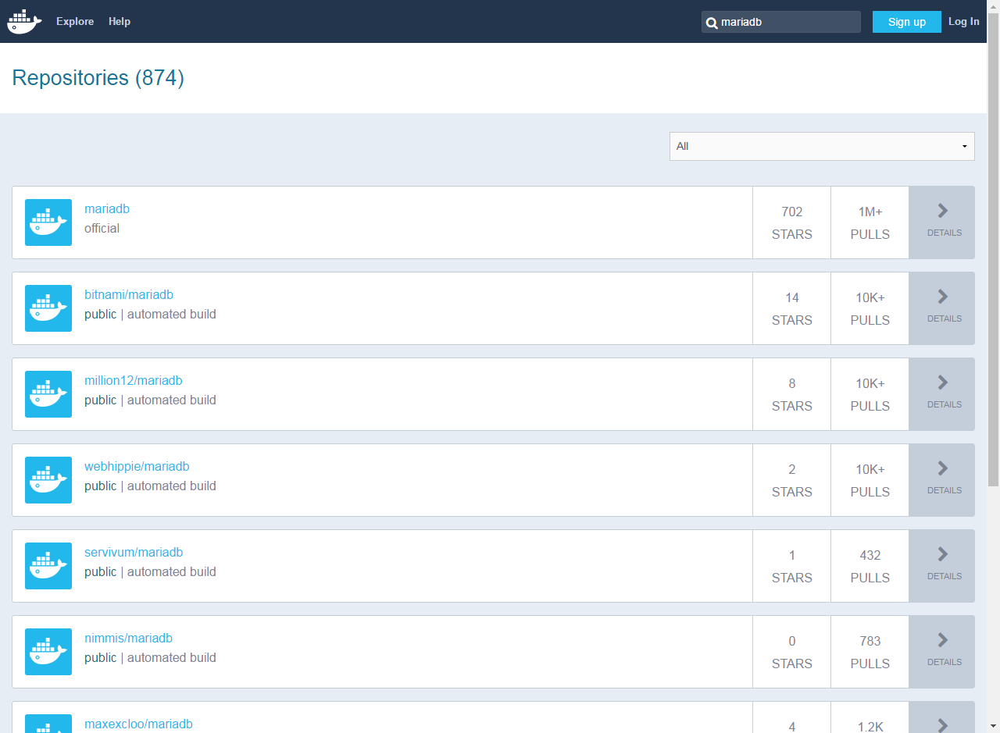 Explore Help mariadb Sign up Log In
Repositories (874)
All
mariadb
official
702
STARS
1M+
PULLS
DETAILS
bitnami/mariadb
public | automated build
14
STARS
10K+
PULLS
DETAILS
million12/mariadb
public | automated build
8
STARS
10K+
PULLS
DETAILS
webhippie/mariadb
public | automated build
2
STARS
10K+
PULLS
DETAILS
servivum/mariadb
public | automated build
1
STARS
432
PULLS
DETAILS
nimmis/mariadb
public | automated build
0
STARS
783
PULLS
DETAILS
maxexcloo/mariadb
4
1.2K